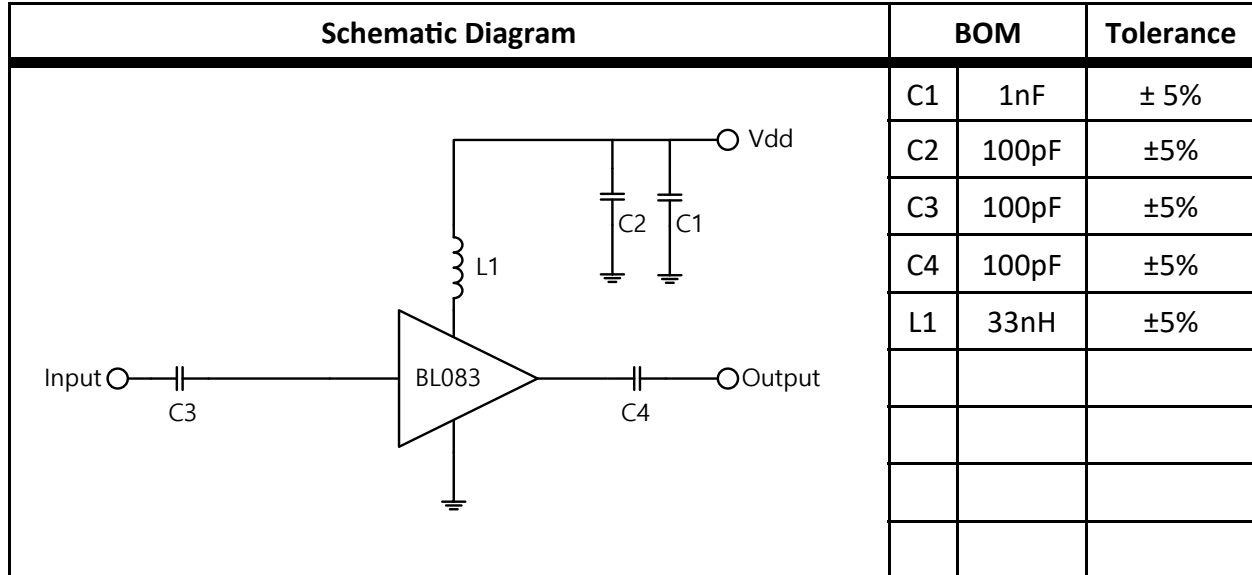 Schematic Diagram BOM Tolerance
C1 1nF ± 5%
Vdd
C2 100pF ±5%
C3 100pF ±5%
C2 C1
C4 100pF ±5%
L1
L1 33nH ±5%
Input BL083 Output
C3 C4